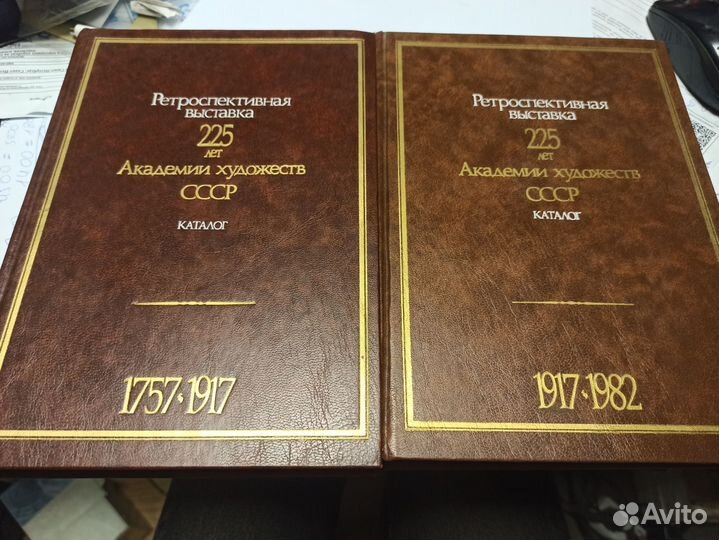 Ретроспективная
выставка
225
лет
Академии художеств
СССР
каталог
1757·1917
Ретроспективная
выставка
225
лет
Академии художеств
СССР
каталог
1917·1982
Avito